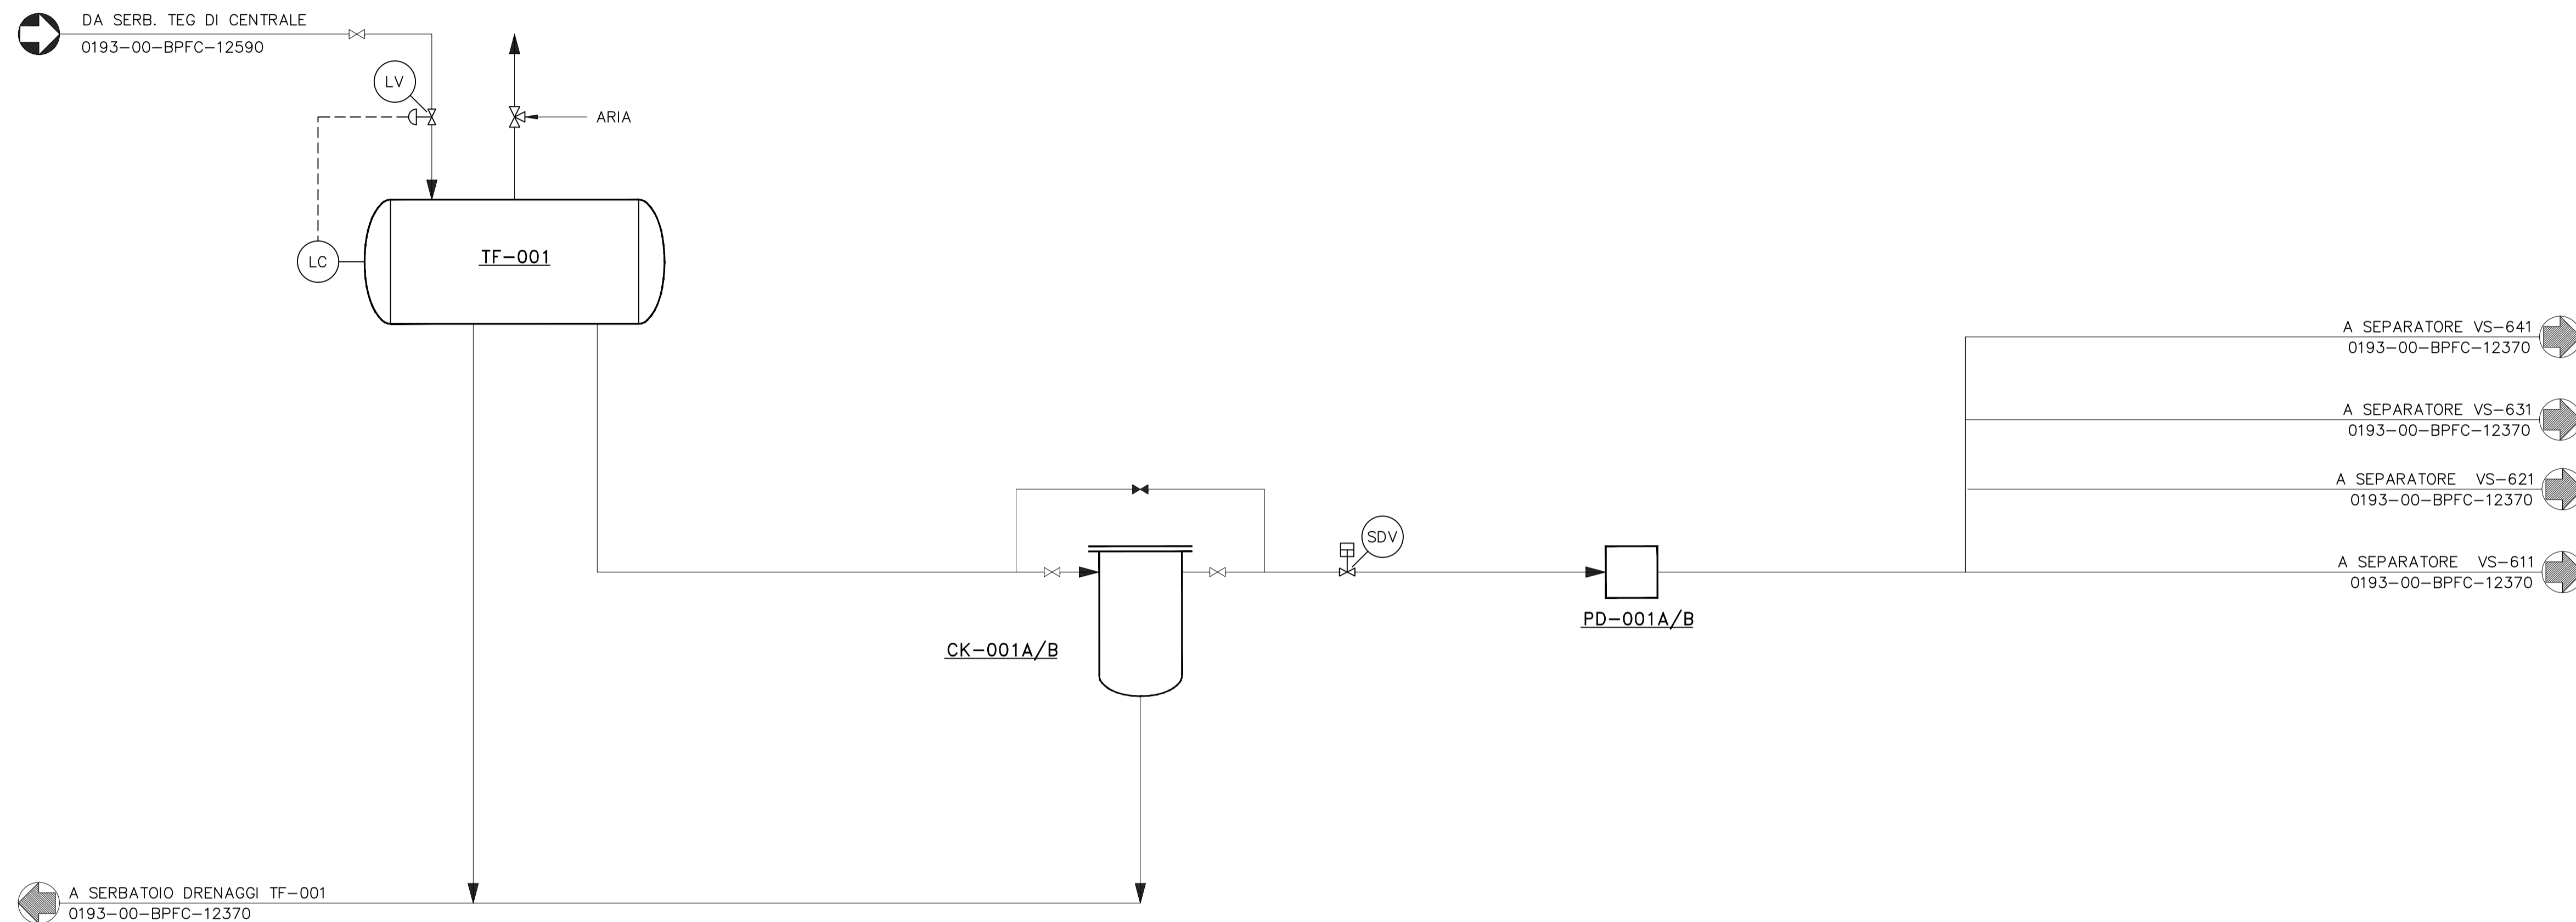 DA SERB. TEG DI CENTRALE
0193-00-BPFC-12590
LV
ARIA
TF-001
LC
A SEPARATORE VS-641
0193-00-BPFC-12370
A SEPARATORE VS-631
0193-00-BPFC-12370
A SEPARATORE VS-621
0193-00-BPFC-12370
SDV
A SEPARATORE VS-611
0193-00-BPFC-12370
PD-001A/B
CK-001A/B
A SERBATOIO DRENAGGI TF-001
0193-00-BPFC-12370